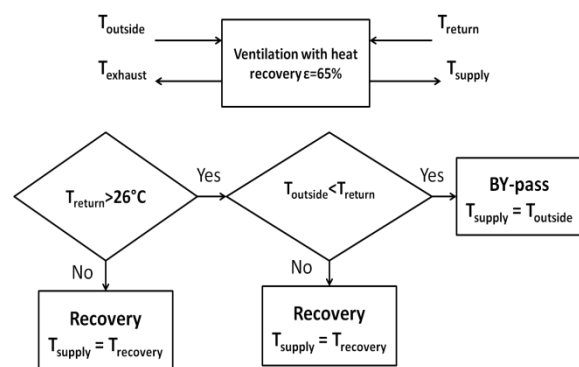 T_outside
T_return
Ventilation with heat
recovery ε=65%
T_exhaust
T_supply
T_return>26°C
Yes
T_outside<T_return
Yes
BY-pass
T_supply = T_outside
No
No
Recovery
T_supply = T_recovery
Recovery
T_supply = T_recovery